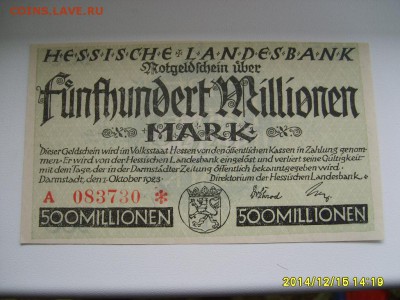 COINS.LAVE.RU
HESSISCHE LANDESBANK
Notgeldschein über
Fünfhundert Millionen
MARK
Dieser Geldschein wird im Volksstaat Hessen von den öffentlichen Kassen in Zahlung genom-
men · Er wird von der Hessischen Landesbank eingelöst und verliert seine Gültigkeit
mit dem Tage, der in der Darmstädter Zeitung öffentlich bekanntgegeben wird.
Darmstadt, den 1. Oktober 1923 Direktorium der Hessischen Landesbank
A 083730 *
500 MILLIONEN 500 MILLIONEN
2014/12/15 14:19